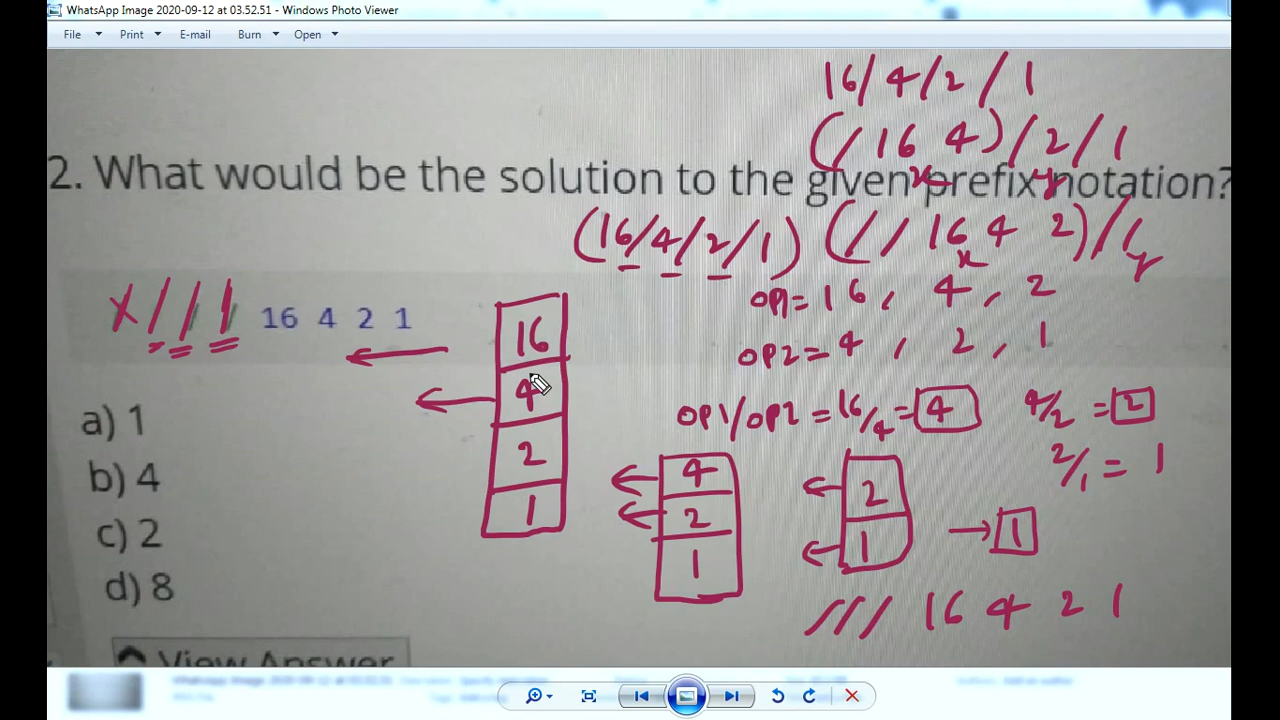 WhatsApp Image 2020-09-12 at 03.52.51 - Windows Photo Viewer
File Print E-mail Burn Open
16/4/2/1
(/16 4)/2/1
x y
2. What would be the solution to the given prefix notation?
(16/4/2/1) (//16 4 2)/1
x y
X/// 16 4 2 1
OP1= 16, 4, 2
OP2= 4, 2, 1
OP1/OP2 = 16/4 = 4 4/2 = 2
2/1 = 1
16
4
2
1
4
2
1
2
1
→1
/// 16 4 2 1
a) 1
b) 4
c) 2
d) 8
View Answer